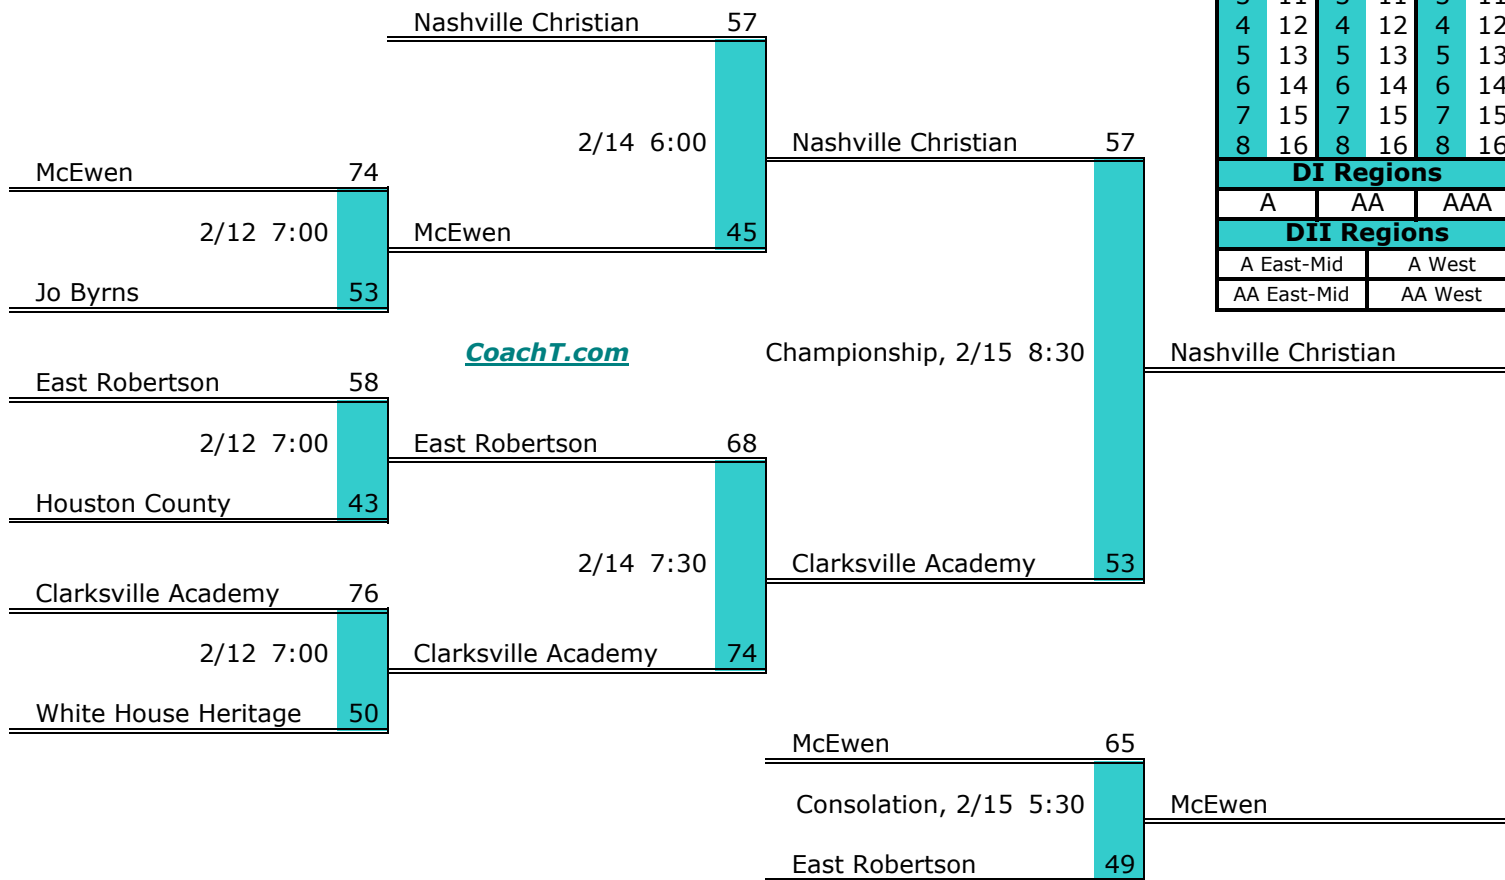 Nashville Christian 57
2/14 6:00
McEwen 74
2/12 7:00
McEwen 45
Jo Byrns 53
Nashville Christian 57
CoachT.com
Championship, 2/15 8:30
Nashville Christian
East Robertson 58
2/12 7:00
East Robertson 68
Houston County 43
2/14 7:30
Clarksville Academy 53
Clarksville Academy 76
2/12 7:00
Clarksville Academy 74
White House Heritage 50
McEwen 65
Consolation, 2/15 5:30
McEwen
East Robertson 49
4 12 4 12 4 12
5 13 5 13 5 13
6 14 6 14 6 14
7 15 7 15 7 15
8 16 8 16 8 16
DI Regions
A AA AAA
DII Regions
A East-Mid A West
AA East-Mid AA West